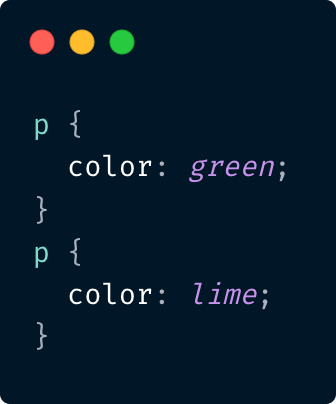 p {
  color: green;
}
p {
  color: lime;
}